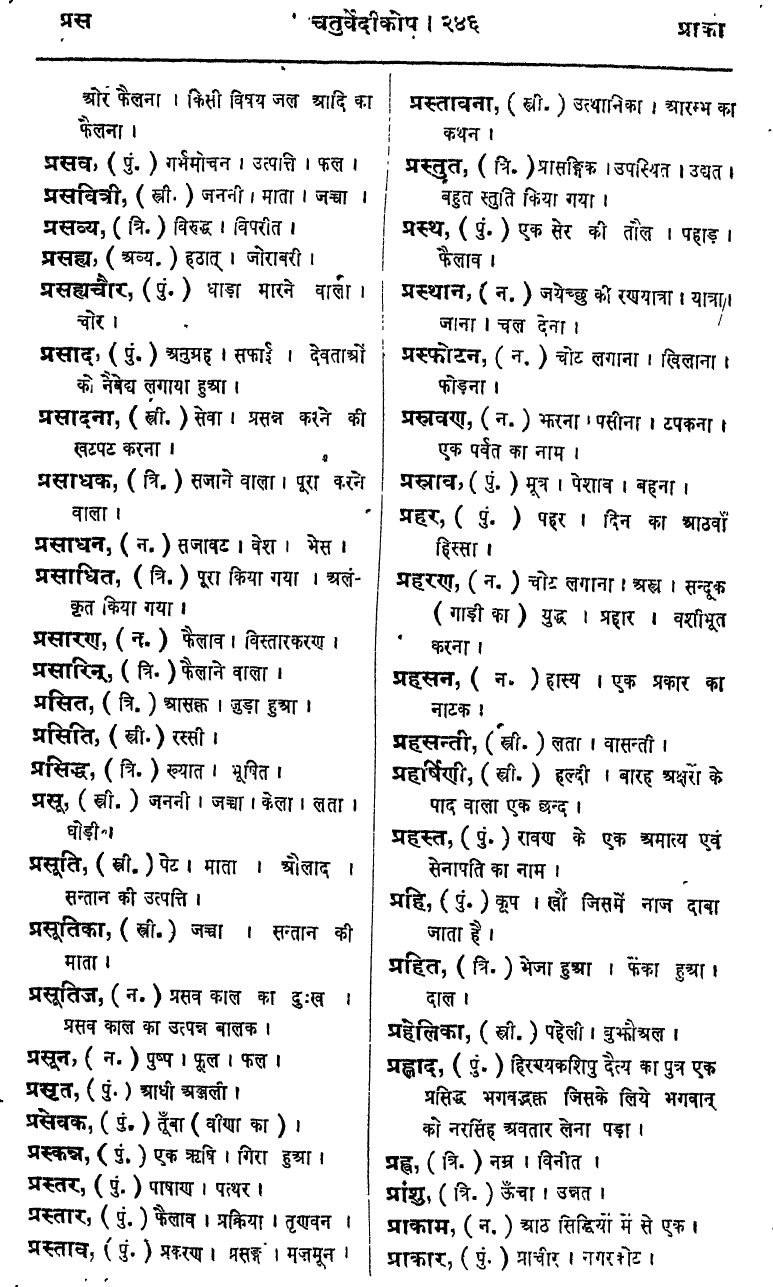 प्रस
चतुर्वेदीकोष । २४६
प्राका
ओर फैलना । किसी विषय जल आदि का
फैलना ।
प्रसव, ( पुं. ) गर्भमोचन । उत्पत्ति । फल ।
प्रसवित्री, ( स्त्री. ) जननी । माता । जच्चा ।
प्रसव्य, ( त्रि. ) विरुद्ध । विपरीत ।
प्रसह्य, ( अव्य. ) हठात् । जोराबरी ।
प्रसह्यचौर, ( पुं. ) धाड़ा मारने वाला ।
चोर ।
प्रसाद, ( पुं. ) अनुग्रह । सफाई । देवताओं
को नैवेद्य लगाया हुआ ।
प्रसादना, ( स्त्री. ) सेवा । प्रसन्न करने की
खटपट करना ।
प्रसाधक, ( त्रि. ) सजाने वाला । पूरा करने
वाला ।
प्रसाधन, ( न. ) सजावट । वेश । भेस ।
प्रसाधित, ( त्रि. ) पूरा किया गया । अलं-
कृत किया गया ।
प्रसारण, ( न. ) फैलाव । विस्तारकरण ।
प्रसारिन्, ( त्रि. ) फैलाने वाला ।
प्रसित, ( त्रि. ) आसक्त । जुड़ा हुआ ।
प्रसिति, ( स्त्री. ) रस्सी ।
प्रसिद्ध, ( त्रि. ) ख्यात । भूषित ।
प्रसू, ( स्त्री. ) जननी । जच्चा । केला । लता ।
घोड़ी ।
प्रसूति, ( स्त्री. ) पेट । माता । औलाद ।
सन्तान की उत्पत्ति ।
प्रसूतिका, ( स्त्री. ) जच्चा । सन्तान की
माता ।
प्रसूतिज, ( न. ) प्रसव काल का दुःख ।
प्रसव काल का उत्पन्न बालक ।
प्रसून, ( न. ) पुष्प । फूल । फल ।
प्रसृत, ( पुं. ) आधी अञ्जली ।
प्रसेवक, ( पुं. ) तूँबा ( वीणा का ) ।
प्रस्कन्न, ( पुं. ) एक ऋषि । गिरा हुआ ।
प्रस्तर, ( पुं. ) पाषाण । पत्थर ।
प्रस्तार, ( पुं. ) फैलाव । प्रक्रिया । तृणवन ।
प्रस्ताव, ( पुं. ) प्रकरण । प्रसङ्ग । मज़मून ।
प्रस्तावना, ( स्त्री. ) उत्थानिका । आरम्भ का
कथन ।
प्रस्तुत, ( त्रि. ) प्रासङ्गिक । उपस्थित । उद्यत ।
बहुत स्तुति किया गया ।
प्रस्थ, ( पुं. ) एक सेर की तौल । पहाड़ ।
फैलाव ।
प्रस्थान, ( न. ) जयेच्छु की रणयात्रा । यात्रा ।
जाना । चल देना ।
प्रस्फोटन, ( न. ) चोट लगाना । खिलाना ।
फोड़ना ।
प्रस्रवण, ( न. ) झरना । पसीना । टपकना ।
एक पर्वत का नाम ।
प्रस्राव, ( पुं. ) मूत्र । पेशाव । बहना ।
प्रहर, ( पुं. ) पहर । दिन का आठवाँ
हिस्सा ।
प्रहरण, ( न. ) चोट लगाना । अस्त्र । सन्दूक
( गाड़ी का ) युद्ध । प्रहार । वशीभूत
करना ।
प्रहसन, ( न. ) हास्य । एक प्रकार का
नाटक ।
प्रहसन्ती, ( स्त्री. ) लता । वासन्ती ।
प्रहर्षिणी, ( स्त्री. ) हल्दी । बारह अक्षरों के
पाद वाला एक छन्द ।
प्रहस्त, ( पुं. ) रावण के एक अमात्य एवं
सेनापति का नाम ।
प्रहि, ( पुं. ) कूप । खौं जिसमें नाज दाबा
जाता है ।
प्रहित, ( त्रि. ) भेजा हुआ । फेंका हुआ ।
दाल ।
प्रहेलिका, ( स्त्री. ) पहेली । बुझौअल ।
प्रह्लाद, ( पुं. ) हिरण्यकशिपु दैत्य का पुत्र एक
प्रसिद्ध भगवद्भक्त जिसके लिये भगवान्
को नरसिंह अवतार लेना पड़ा ।
प्रह्व, ( त्रि. ) नम्र । विनीत ।
प्रांशु, ( त्रि. ) ऊँचा । उन्नत ।
प्राकाम, ( न. ) आठ सिद्धियों में से एक ।
प्राकार, ( पुं. ) प्राचीर । नगरकोट ।